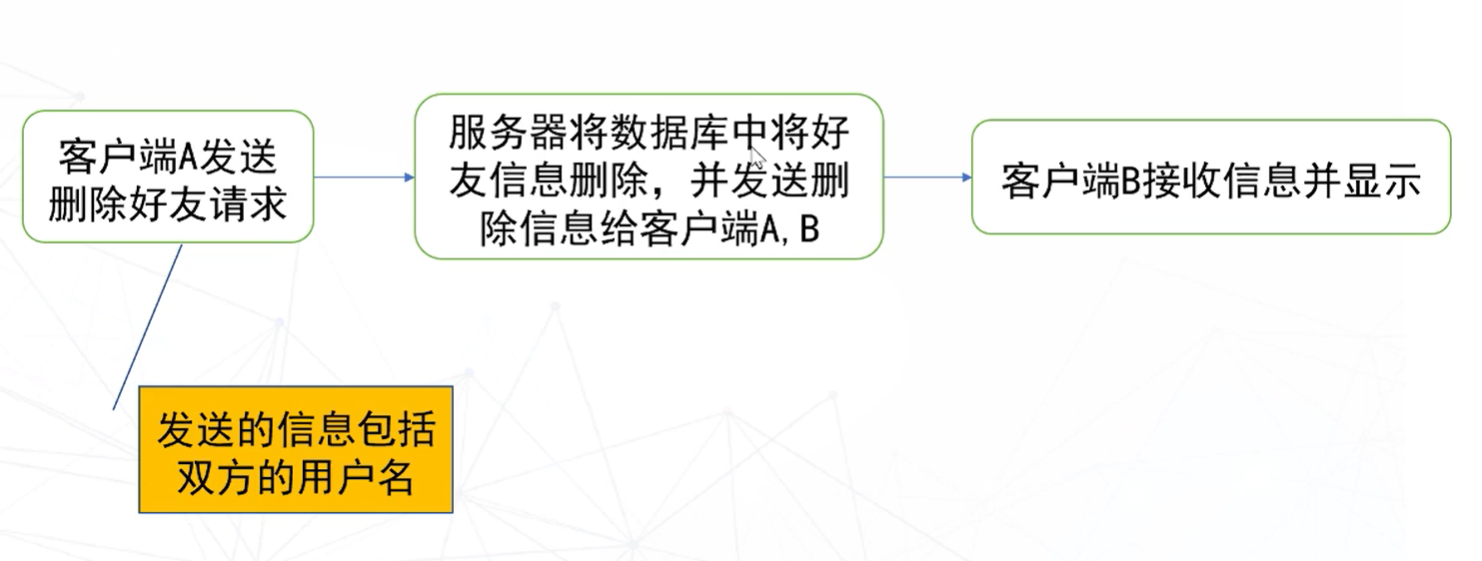 客户端A发送
删除好友请求
服务器将数据库中将好
友信息删除，并发送删
除信息给客户端A,B
客户端B接收信息并显示
发送的信息包括
双方的用户名